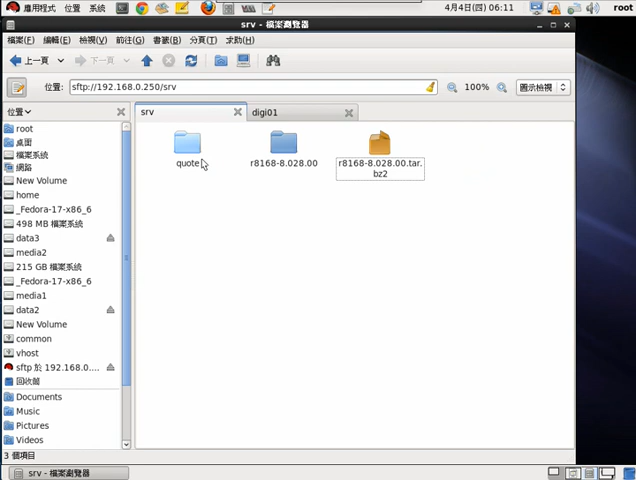 應用程式 位置 系統 4月4日(四) 06:11 root
srv - 檔案瀏覽器
檔案(F) 編輯(E) 檢視(V) 前往(G) 書籤(B) 分頁(T) 求助(H)
上一頁 下一頁
位置: sftp://192.168.0.250/srv 100% 圖示檢視
位置
srv digi01
root
桌面
檔案系統
網路
New Volume
home
_Fedora-17-x86_6
498 MB 檔案系統
data3
media2
215 GB 檔案系統
_Fedora-17-x86_6
media1
data2
New Volume
common
vhost
sftp 於 192.168.0....
回收筒
Documents
Music
Pictures
Videos
quote
r8168-8.028.00
r8168-8.028.00.tar.
bz2
3 個項目
srv - 檔案瀏覽器